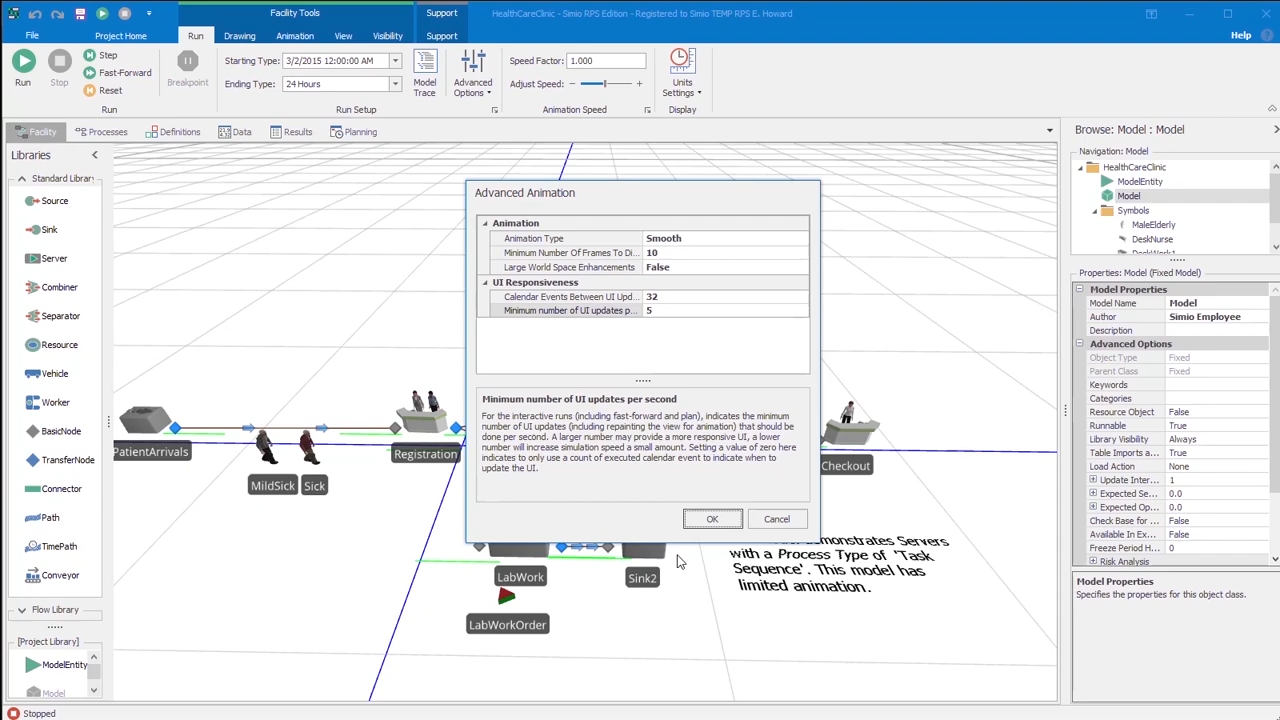 Facility Tools
Support
HealthCareClinic - Simio RPS Edition - Registered to Simio TEMP RPS E. Howard
File
Project Home
Run
Drawing
Animation
View
Visibility
Support
Help
Run
Stop
Step
Fast-Forward
Reset
Breakpoint
Starting Type: 3/2/2015 12:00:00 AM
Ending Type: 24 Hours
Model Trace
Advanced Options
Speed Factor: 1.000
Adjust Speed: − +
Units Settings
Run
Run Setup
Animation Speed
Display
Facility
Processes
Definitions
Data
Results
Planning
Libraries
Standard Library
Source
Sink
Server
Combiner
Separator
Resource
Vehicle
Worker
BasicNode
TransferNode
Connector
Path
TimePath
Conveyor
Flow Library
[Project Library]
ModelEntity
Model
PatientArrivals
MildSick
Sick
Registration
Checkout
LabWork
Sink2
LabWorkOrder
demonstrates Servers
with a Process Type of 'Task
Sequence'. This model has
limited animation.
Advanced Animation
Animation
Animation Type Smooth
Minimum Number Of Frames To Di... 10
Large World Space Enhancements False
UI Responsiveness
Calendar Events Between UI Upd... 32
Minimum number of UI updates p... 5
Minimum number of UI updates per second
For the interactive runs (including fast-forward and plan), indicates the minimum
number of UI updates (including repainting the view for animation) that should be
done per second. A larger number may provide a more responsive UI, a lower
number will increase simulation speed a small amount. Setting a value of zero here
indicates to only use a count of executed calendar event to indicate when to
update the UI.
OK
Cancel
Browse: Model : Model
Navigation: Model
HealthCareClinic
ModelEntity
Model
Symbols
MaleElderly
DeskNurse
Properties: Model (Fixed Model)
Model Properties
Model Name Model
Author Simio Employee
Description
Advanced Options
Object Type Fixed
Parent Class Fixed
Keywords
Categories
Resource Object False
Runnable True
Library Visibility Always
Table Imports a... True
Load Action None
Update Inter... 1
Expected Se... 0.0
Expected Op... 0.0
Check Base for ... False
Available In Ex... False
Freeze Period H... 0
Risk Analysis
Model Properties
Specifies the properties for this object class.
Stopped